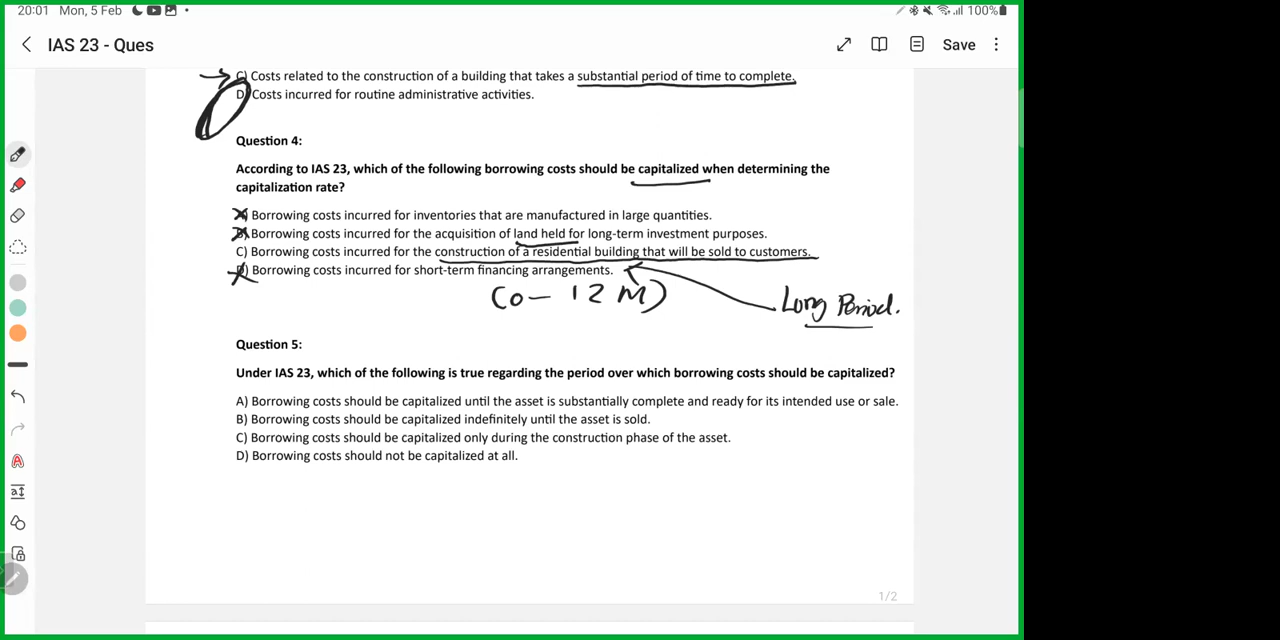 20:01 Mon, 5 Feb
100%
IAS 23 - Ques
Save
C) Costs related to the construction of a building that takes a substantial period of time to complete.
D) Costs incurred for routine administrative activities.
Question 4:
According to IAS 23, which of the following borrowing costs should be capitalized when determining the
capitalization rate?
A) Borrowing costs incurred for inventories that are manufactured in large quantities.
B) Borrowing costs incurred for the acquisition of land held for long-term investment purposes.
C) Borrowing costs incurred for the construction of a residential building that will be sold to customers.
D) Borrowing costs incurred for short-term financing arrangements.
(0 - 12 M)
Long Period.
Question 5:
Under IAS 23, which of the following is true regarding the period over which borrowing costs should be capitalized?
A) Borrowing costs should be capitalized until the asset is substantially complete and ready for its intended use or sale.
B) Borrowing costs should be capitalized indefinitely until the asset is sold.
C) Borrowing costs should be capitalized only during the construction phase of the asset.
D) Borrowing costs should not be capitalized at all.
1/2